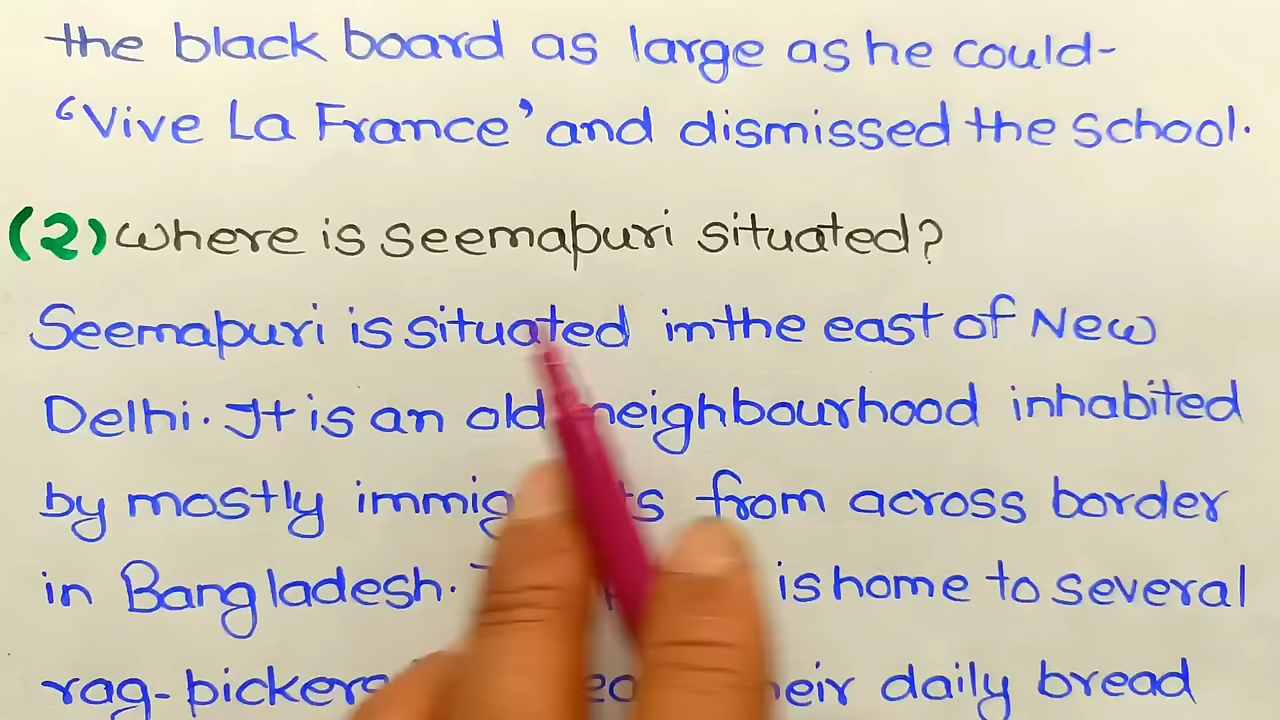 the black board as large as he could-
'Vive La France' and dismissed the school.
(2) Where is seemapuri situated?
Seemapuri is situated in the east of New
Delhi. It is an old neighbourhood inhabited
by mostly from across border
in Bangladesh. is home to several
rag-pickers daily bread